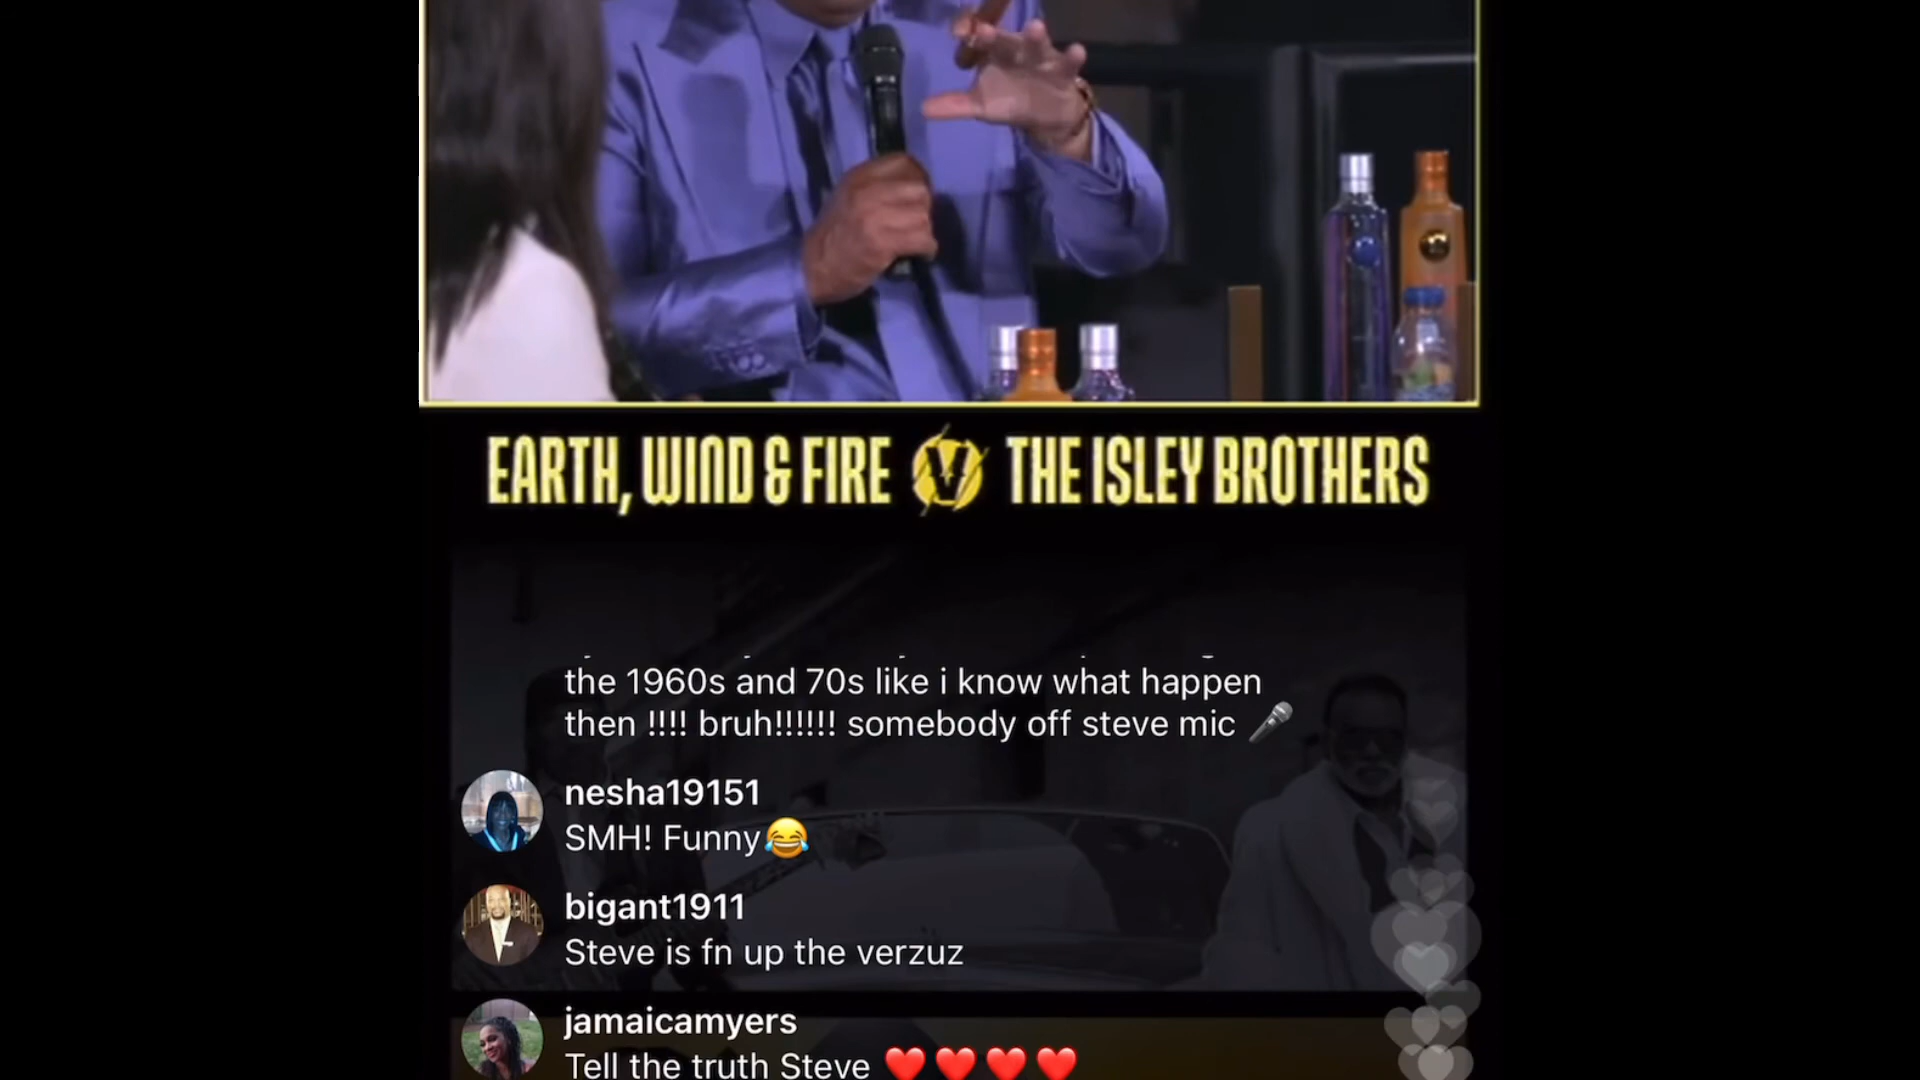 EARTH, WIND & FIRE V THE ISLEY BROTHERS
the 1960s and 70s like i know what happen
then !!!! bruh!!!!!! somebody off steve mic 🎤
nesha19151
SMH! Funny😂
bigant1911
Steve is fn up the verzuz
jamaicamyers
Tell the truth Steve ❤️❤️❤️❤️